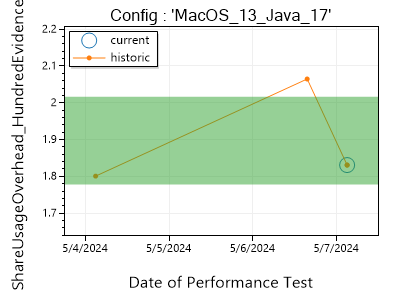 Config : 'MacOS_13_Java_17'
current
historic
ShareUsageOverhead_HundredEvidence
2.2
2.1
2
1.9
1.8
1.7
5/4/2024
5/5/2024
5/6/2024
5/7/2024
Date of Performance Test